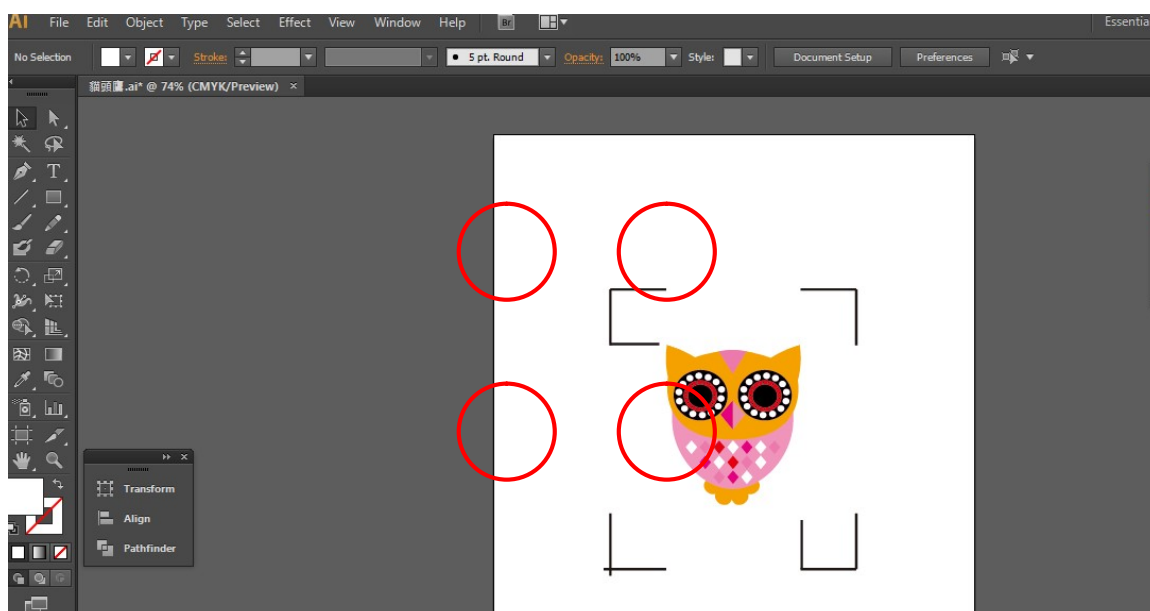 Ai File Edit Object Type Select Effect View Window Help Br Essentia
No Selection Stroke: 5 pt. Round Opacity: 100% Style: Document Setup Preferences
貓頭鷹.ai* @ 74% (CMYK/Preview) ×
T
Transform
Align
Pathfinder